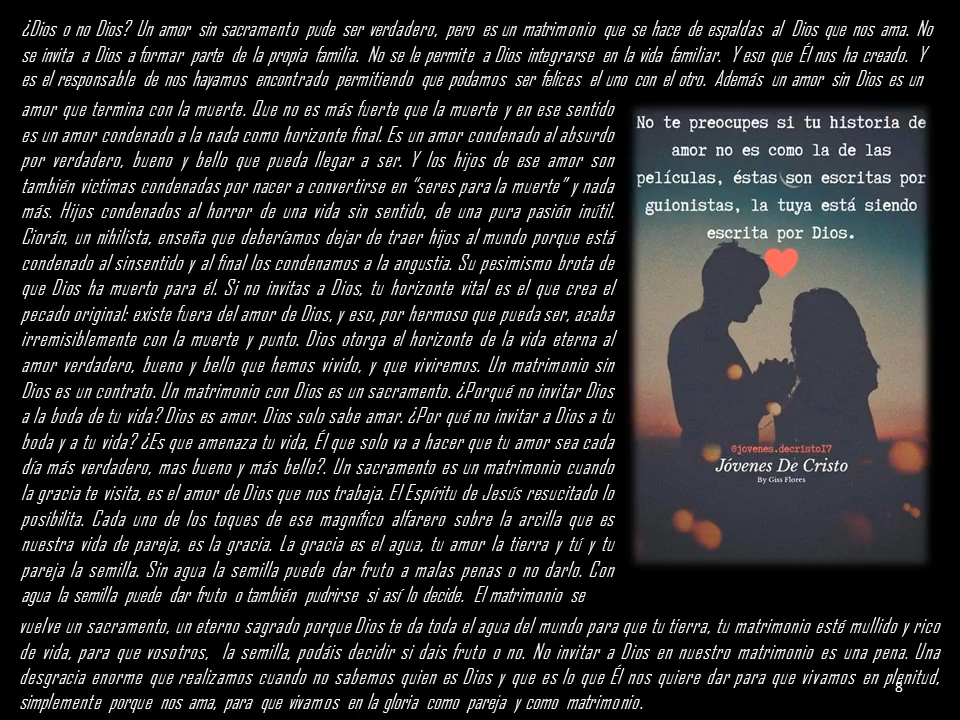 ¿Dios o no Dios? Un amor sin sacramento pude ser verdadero, pero es un matrimonio que se hace de espaldas al Dios que nos ama. No
se invita a Dios a formar parte de la propia familia. No se le permite a Dios integrarse en la vida familiar. Y eso que Él nos ha creado. Y
es el responsable de nos hayamos encontrado permitiendo que podamos ser felices el uno con el otro. Además un amor sin Dios es un
amor que termina con la muerte. Que no es más fuerte que la muerte y en ese sentido
es un amor condenado a la nada como horizonte final. Es un amor condenado al absurdo
por verdadero, bueno y bello que pueda llegar a ser. Y los hijos de ese amor son
también victimas condenadas por nacer a convertirse en “seres para la muerte” y nada
más. Hijos condenados al horror de una vida sin sentido, de una pura pasión inútil.
Ciorán, un nihilista, enseña que deberíamos dejar de traer hijos al mundo porque está
condenado al sinsentido y al final los condenamos a la angustia. Su pesimismo brota de
que Dios ha muerto para él. Si no invitas a Dios, tu horizonte vital es el que crea el
pecado original: existe fuera del amor de Dios, y eso, por hermoso que pueda ser, acaba
irremisiblemente con la muerte y punto. Dios otorga el horizonte de la vida eterna al
amor verdadero, bueno y bello que hemos vivido, y que viviremos. Un matrimonio sin
Dios es un contrato. Un matrimonio con Dios es un sacramento. ¿Porqué no invitar Dios
a la boda de tu vida? Dios es amor. Dios solo sabe amar. ¿Por qué no invitar a Dios a tu
boda y a tu vida? ¿Es que amenaza tu vida, El que solo va a hacer que tu amor sea cada
día más verdadero, mas bueno y más bello?. Un sacramento es un matrimonio cuando
la gracia te visita, es el amor de Dios que nos trabaja. El Espíritu de Jesús resucitado lo
posibilita. Cada uno de los toques de ese magnífico alfarero sobre la arcilla que es
nuestra vida de pareja, es la gracia. La gracia es el agua, tu amor la tierra y tú y tu
pareja la semilla. Sin agua la semilla puede dar fruto a malas penas o no darlo. Con
agua la semilla puede dar fruto o también pudrirse si así lo decide. El matrimonio se
vuelve un sacramento, un eterno sagrado porque Dios te da toda el agua del mundo para que tu tierra, tu matrimonio esté mullido y rico
de vida, para que vosotros, la semilla, podáis decidir si dais fruto o no. No invitar a Dios en nuestro matrimonio es una pena. Una
desgracia enorme que realizamos cuando no sabemos quien es Dios y que es lo que Él nos quiere dar para que vivamos en plenitud,
simplemente porque nos ama, para que vivamos en la gloria como pareja y como matrimonio.
No te preocupes si tu historia de
amor no es como la de las
películas, éstas son escritas por
guionistas, la tuya está siendo
escrita por Dios.
@jovenes.decristo17
Jóvenes De Cristo
By Giss Flores
8